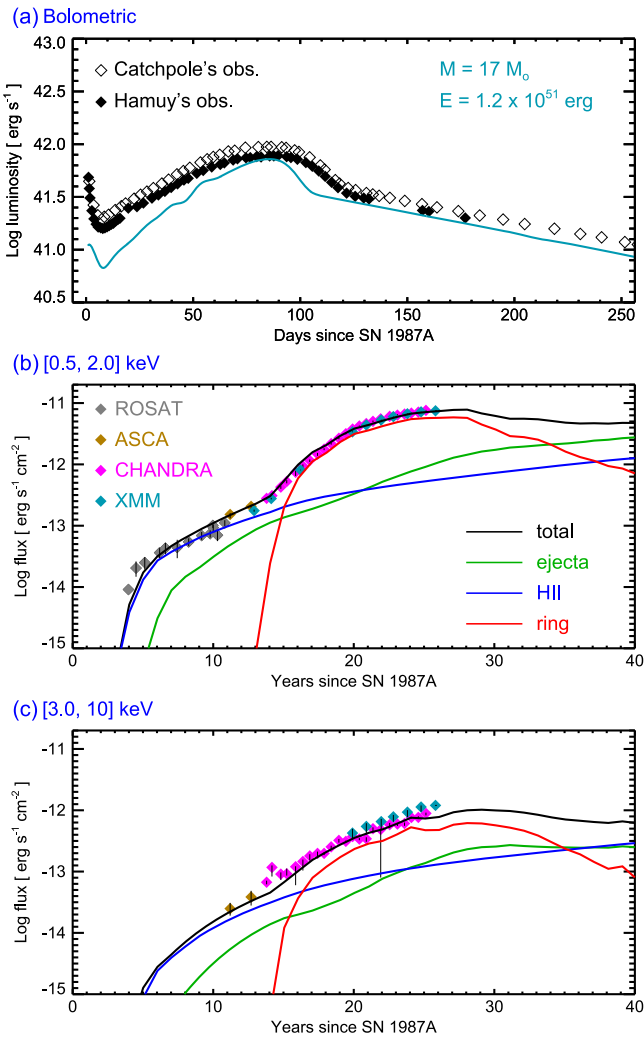 (a) Bolometric
43.0
42.5
42.0
41.5
41.0
40.5
Log luminosity [ erg s⁻¹ ]
Catchpole's obs.
Hamuy's obs.
M = 17 Mₒ
E = 1.2 x 10⁵¹ erg
0 50 100 150 200 250
Days since SN 1987A
(b) [0.5, 2.0] keV
-11
-12
-13
-14
-15
Log flux [ erg s⁻¹ cm⁻² ]
ROSAT
ASCA
CHANDRA
XMM
total
ejecta
HII
ring
0 10 20 30 40
Years since SN 1987A
(c) [3.0, 10] keV
-11
-12
-13
-14
-15
Log flux [ erg s⁻¹ cm⁻² ]
0 10 20 30 40
Years since SN 1987A